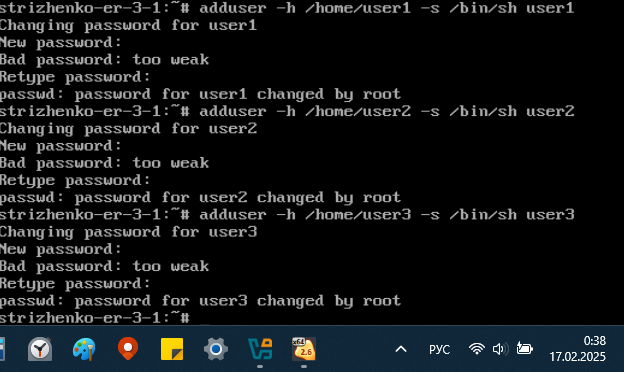 strizhenko-er-3-1:~# adduser -h /home/user1 -s /bin/sh user1
Changing password for user1
New password:
Bad password: too weak
Retype password:
passwd: password for user1 changed by root
strizhenko-er-3-1:~# adduser -h /home/user2 -s /bin/sh user2
Changing password for user2
New password:
Bad password: too weak
Retype password:
passwd: password for user2 changed by root
strizhenko-er-3-1:~# adduser -h /home/user3 -s /bin/sh user3
Changing password for user3
New password:
Bad password: too weak
Retype password:
passwd: password for user3 changed by root
strizhenko-er-3-1:~# _
x64
2.6
РУС
0:38
17.02.2025